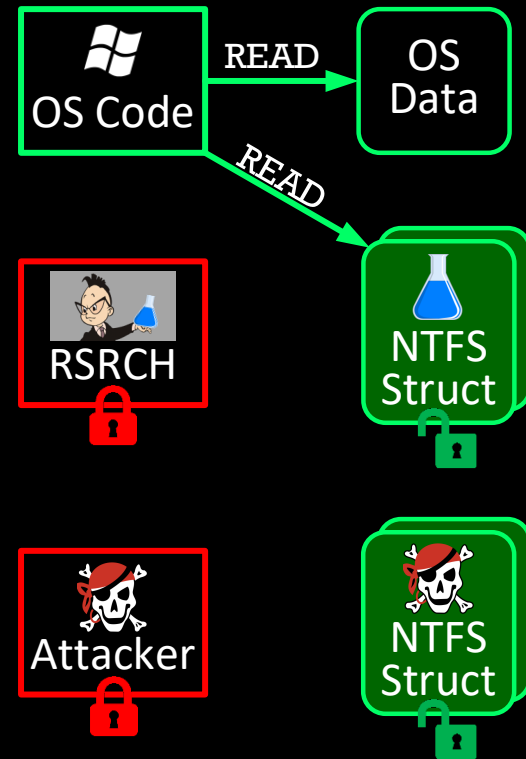 OS Code
READ
OS
Data
READ
RSRCH
NTFS
Struct
Attacker
NTFS
Struct